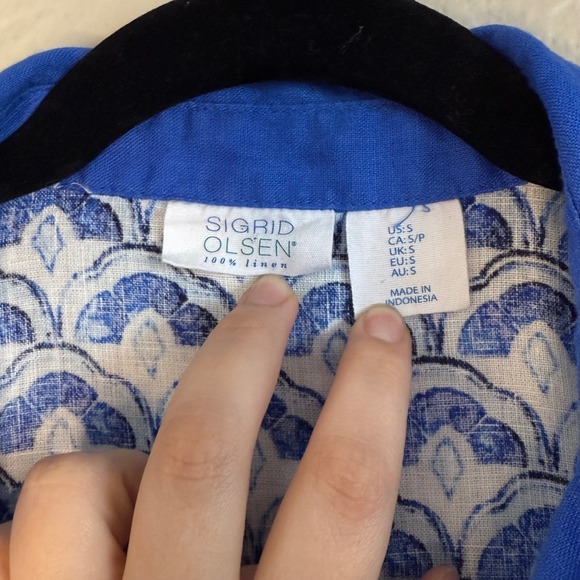 SIGRID
OLSEN®
100% linen
US:S
CA:S/P
UK:S
EU:S
AU:S
MADE IN
INDONESIA